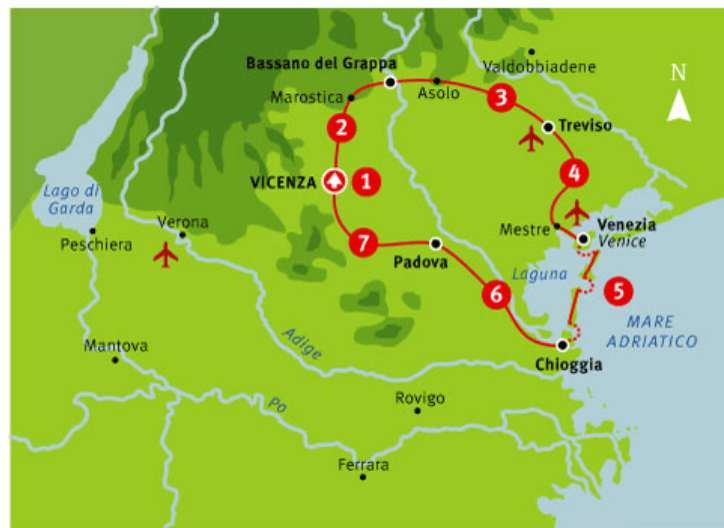 Bassano del Grappa
Valdobbiadene
N
Marostica
Asolo
3
2
Treviso
VICENZA
1
4
Lago di
Garda
Verona
Mestre
Venezia
Venice
Peschiera
7
Padova
Laguna
6
5
MARE
ADRIATICO
Adige
Mantova
Chioggia
Po
Rovigo
Ferrara